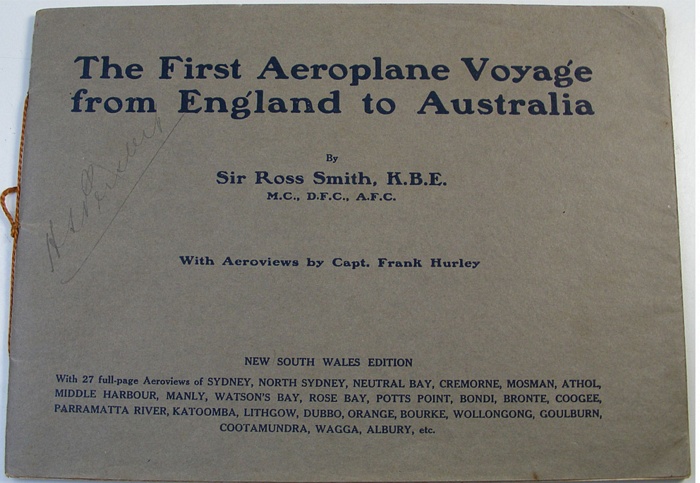 The First Aeroplane Voyage
from England to Australia
By
Sir Ross Smith, K.B.E.
M.C., D.F.C., A.F.C.
With Aeroviews by Capt. Frank Hurley
NEW SOUTH WALES EDITION
With 27 full-page Aeroviews of SYDNEY, NORTH SYDNEY, NEUTRAL BAY, CREMORNE, MOSMAN, ATHOL,
MIDDLE HARBOUR, MANLY, WATSON'S BAY, ROSE BAY, POTTS POINT, BONDI, BRONTE, COOGEE,
PARRAMATTA RIVER, KATOOMBA, LITHGOW, DUBBO, ORANGE, BOURKE, WOLLONGONG, GOULBURN,
COOTAMUNDRA, WAGGA, ALBURY, etc.